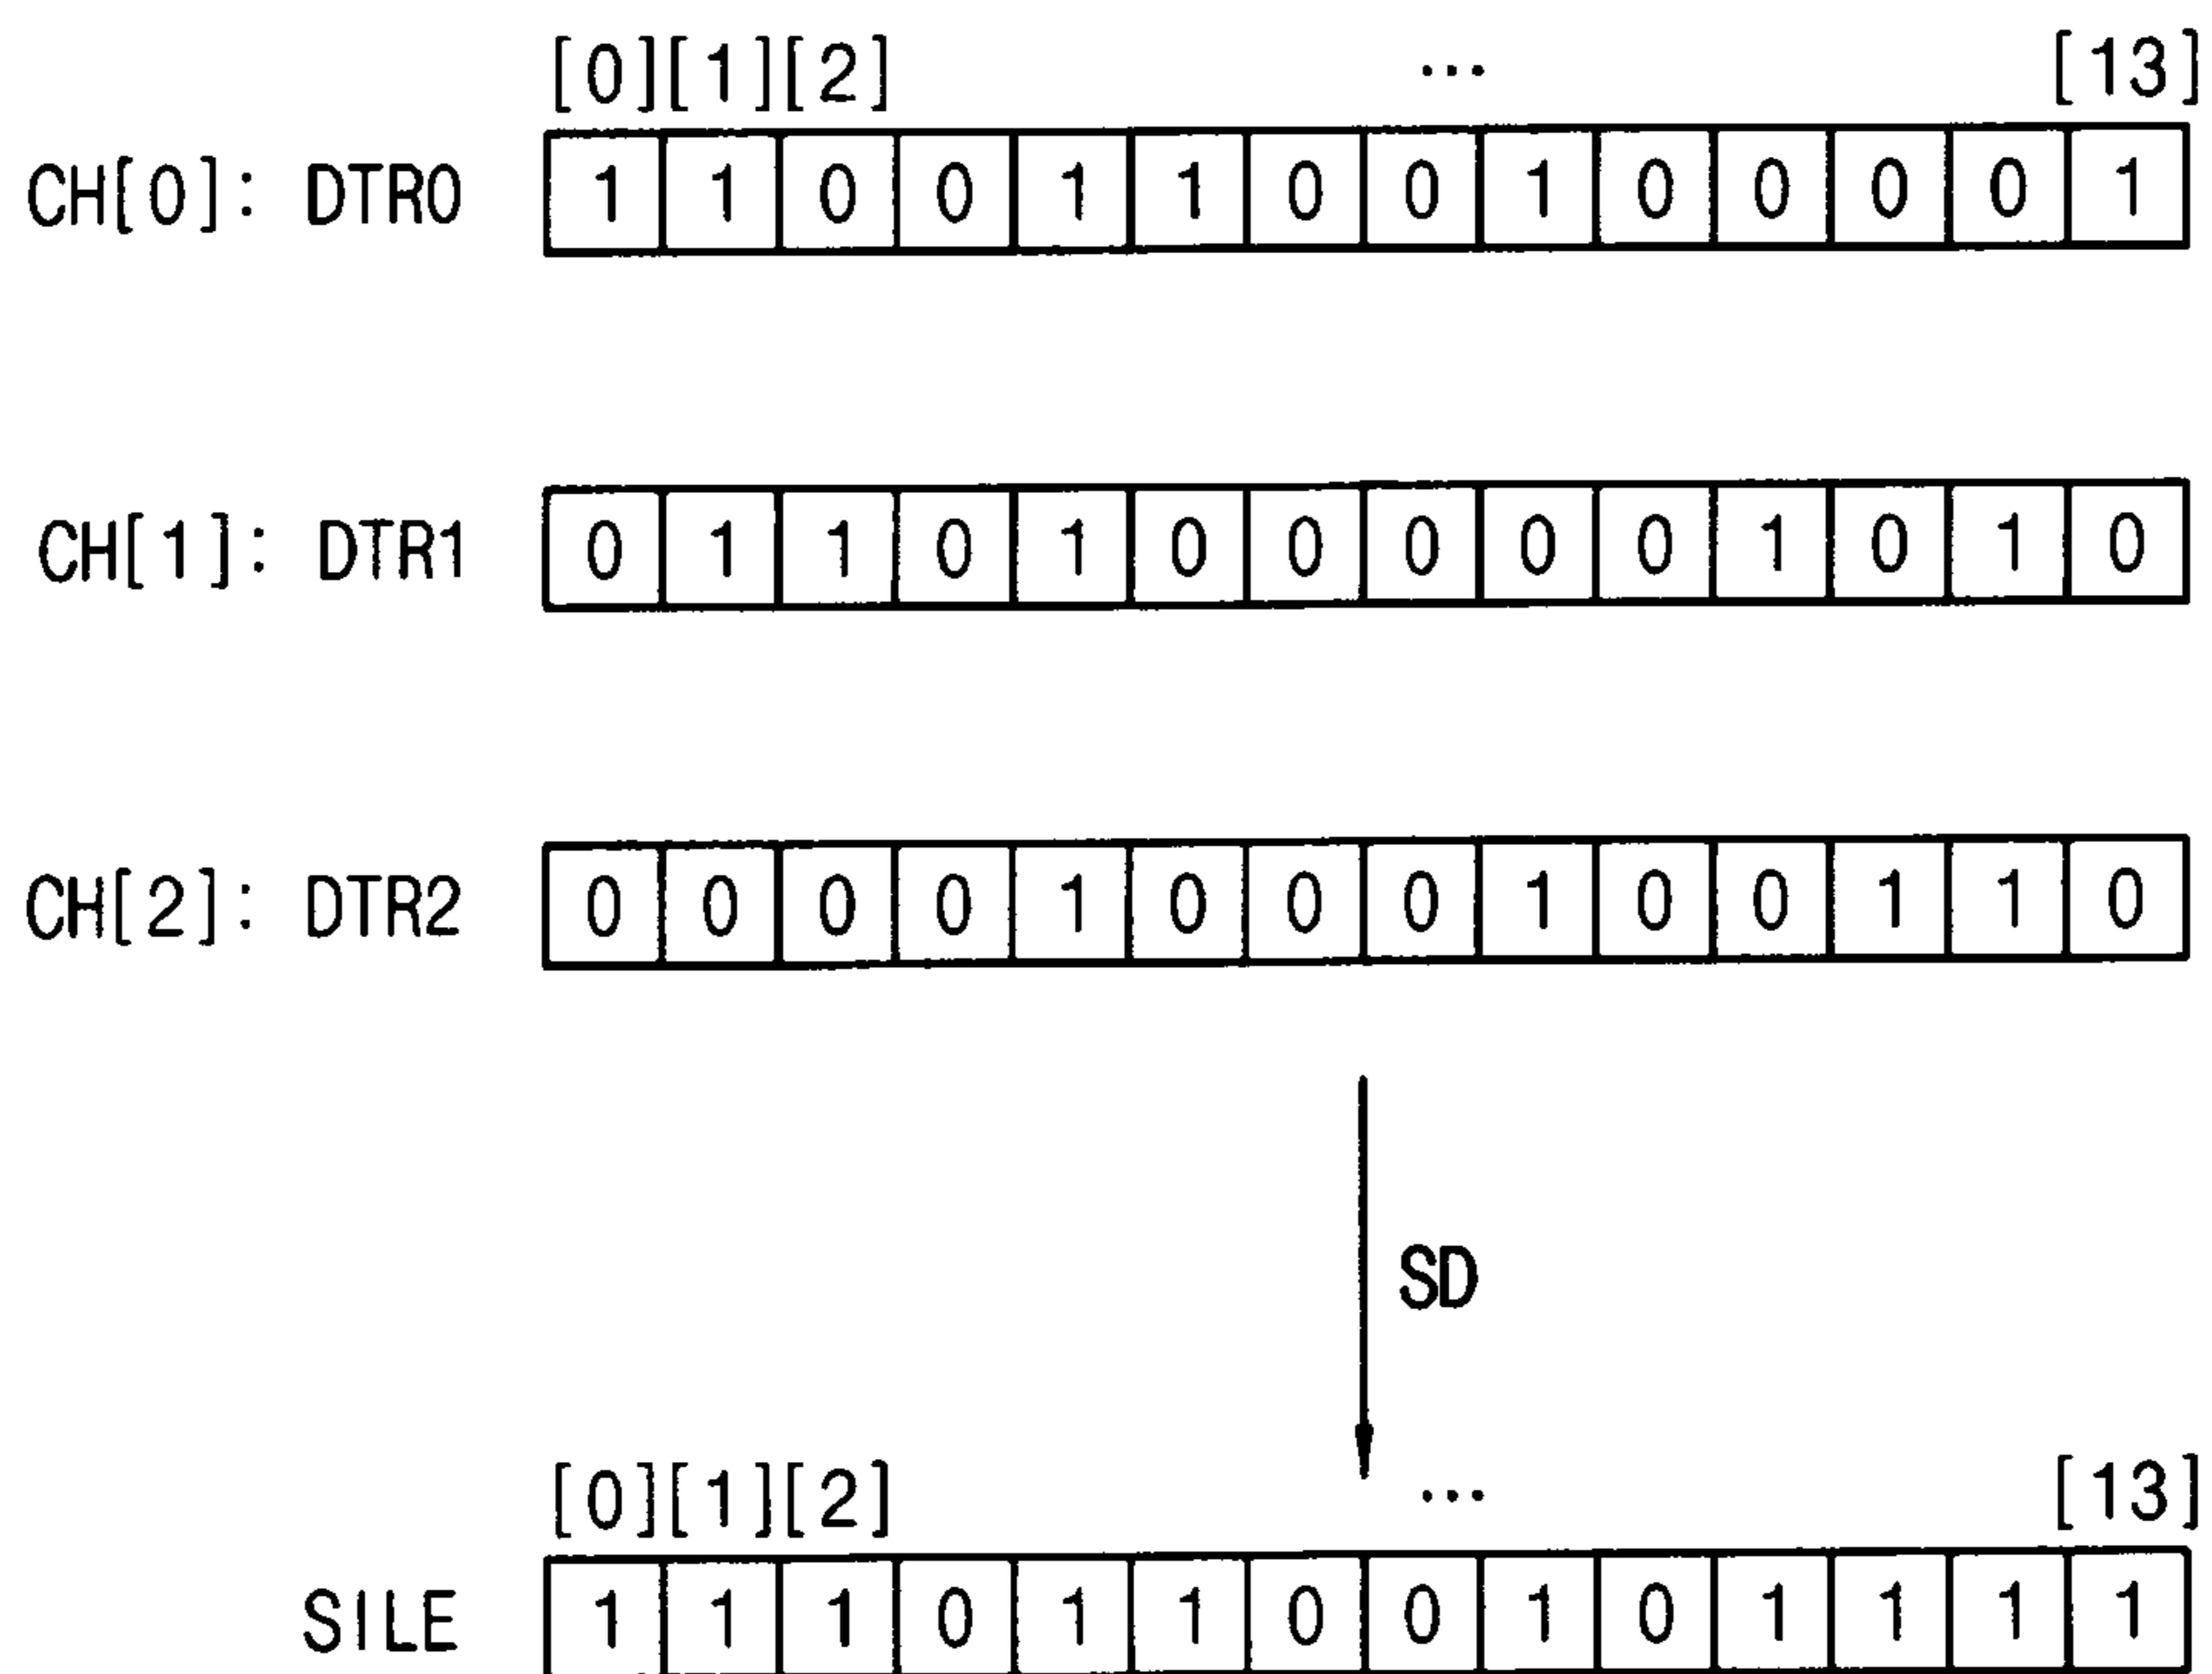 [0][1][2] ... [13]
CH[0]: DTR0 1 1 0 0 1 1 0 0 1 0 0 0 0 1
CH[1]: DTR1 0 1 1 0 1 0 0 0 0 0 1 0 1 0
CH[2]: DTR2 0 0 0 0 1 0 0 0 1 0 0 1 1 0
SD
[0][1][2] ... [13]
SILE 1 1 1 0 1 1 0 0 1 0 1 1 1 1